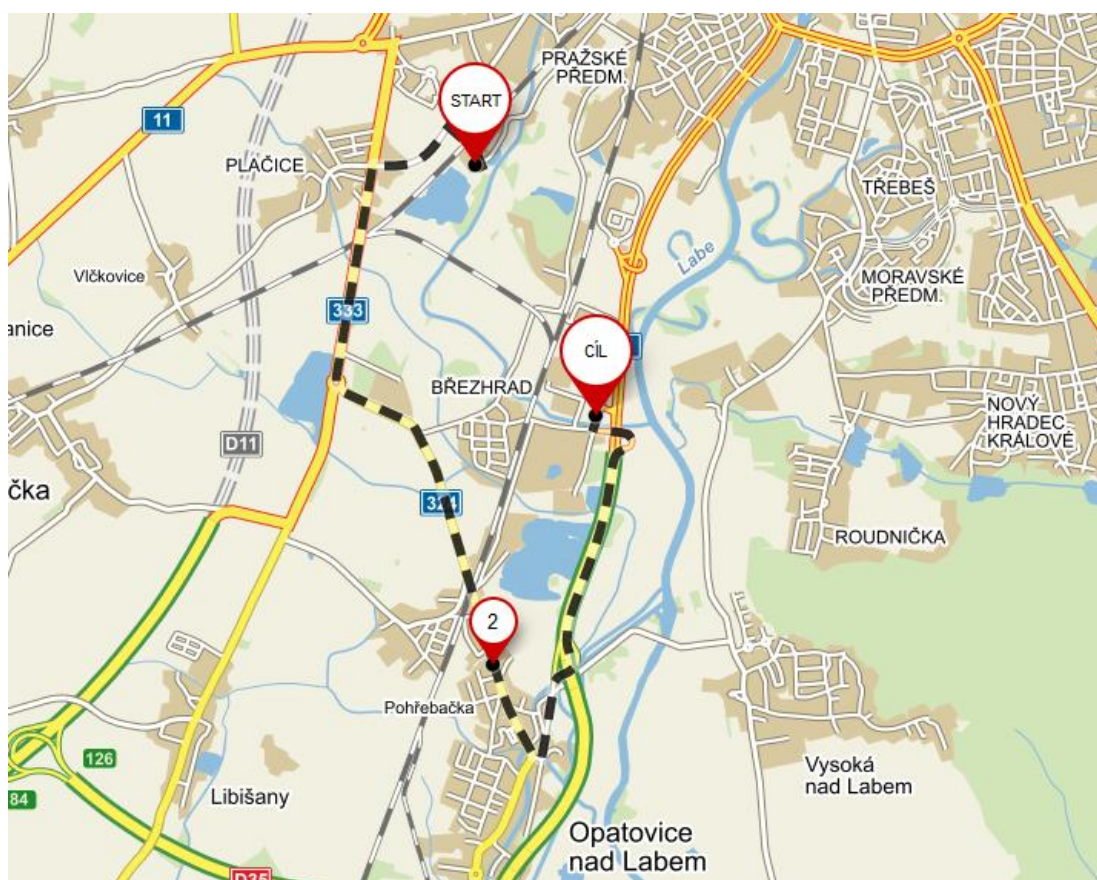 PRAŽSKÉ
PŘEDM.
START
11
PLAČICE
TŘEBEŠ
Labe
Vlčkovice
MORAVSKÉ
PŘEDM.
333
anice
CÍL
BŘEZHRAD
NOVÝ
HRADEC
KRÁLOVÉ
D11
čka
324
ROUDNIČKA
2
Pohřebačka
126
Vysoká
nad Labem
84
Libišany
Opatovice
nad Labem
D35